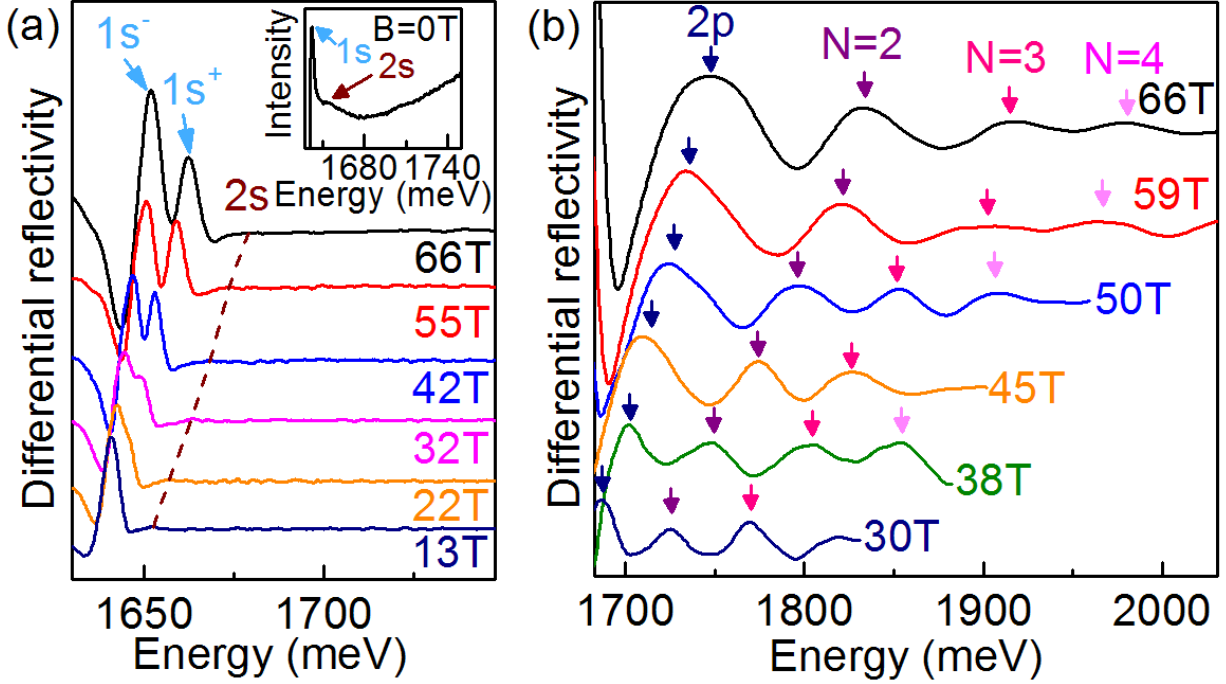 (a)
1s⁻
1s⁺
B=0T
1s
2s
Intensity
1680 1740
Energy (meV)
2s
66T
55T
42T
32T
22T
13T
Differential reflectivity
1650 1700
Energy (meV)
(b)
2p
N=2
N=3
N=4
66T
59T
50T
45T
38T
30T
Differential reflectivity
1700 1800 1900 2000
Energy (meV)